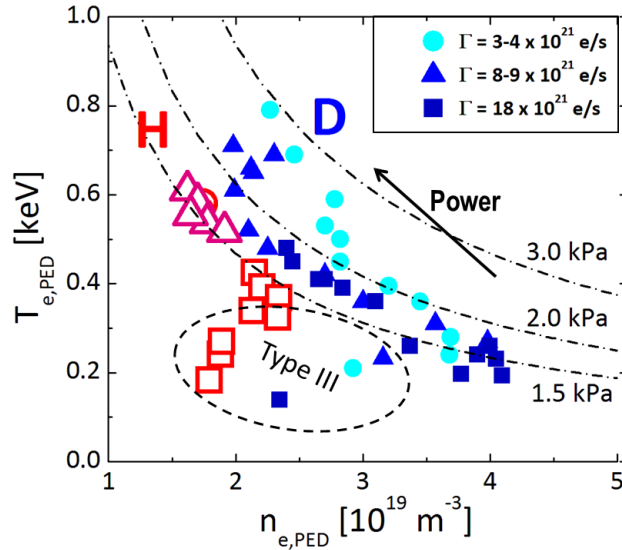 Γ = 3-4 x 10²¹ e/s
Γ = 8-9 x 10²¹ e/s
Γ = 18 x 10²¹ e/s
H
D
Power
3.0 kPa
2.0 kPa
1.5 kPa
Type III
T_e,PED [keV]
1.0
0.8
0.6
0.4
0.2
0.0
1
2
3
4
5
n_e,PED [10¹⁹ m⁻³]